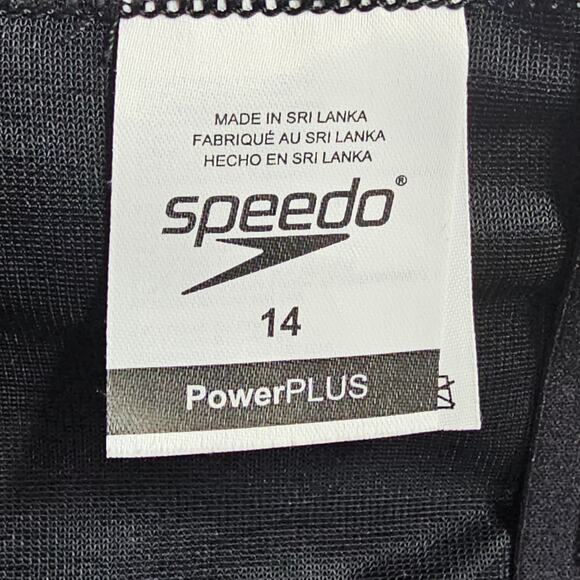 MADE IN SRI LANKA
FABRIQUÉ AU SRI LANKA
HECHO EN SRI LANKA
speedo®
14
PowerPLUS